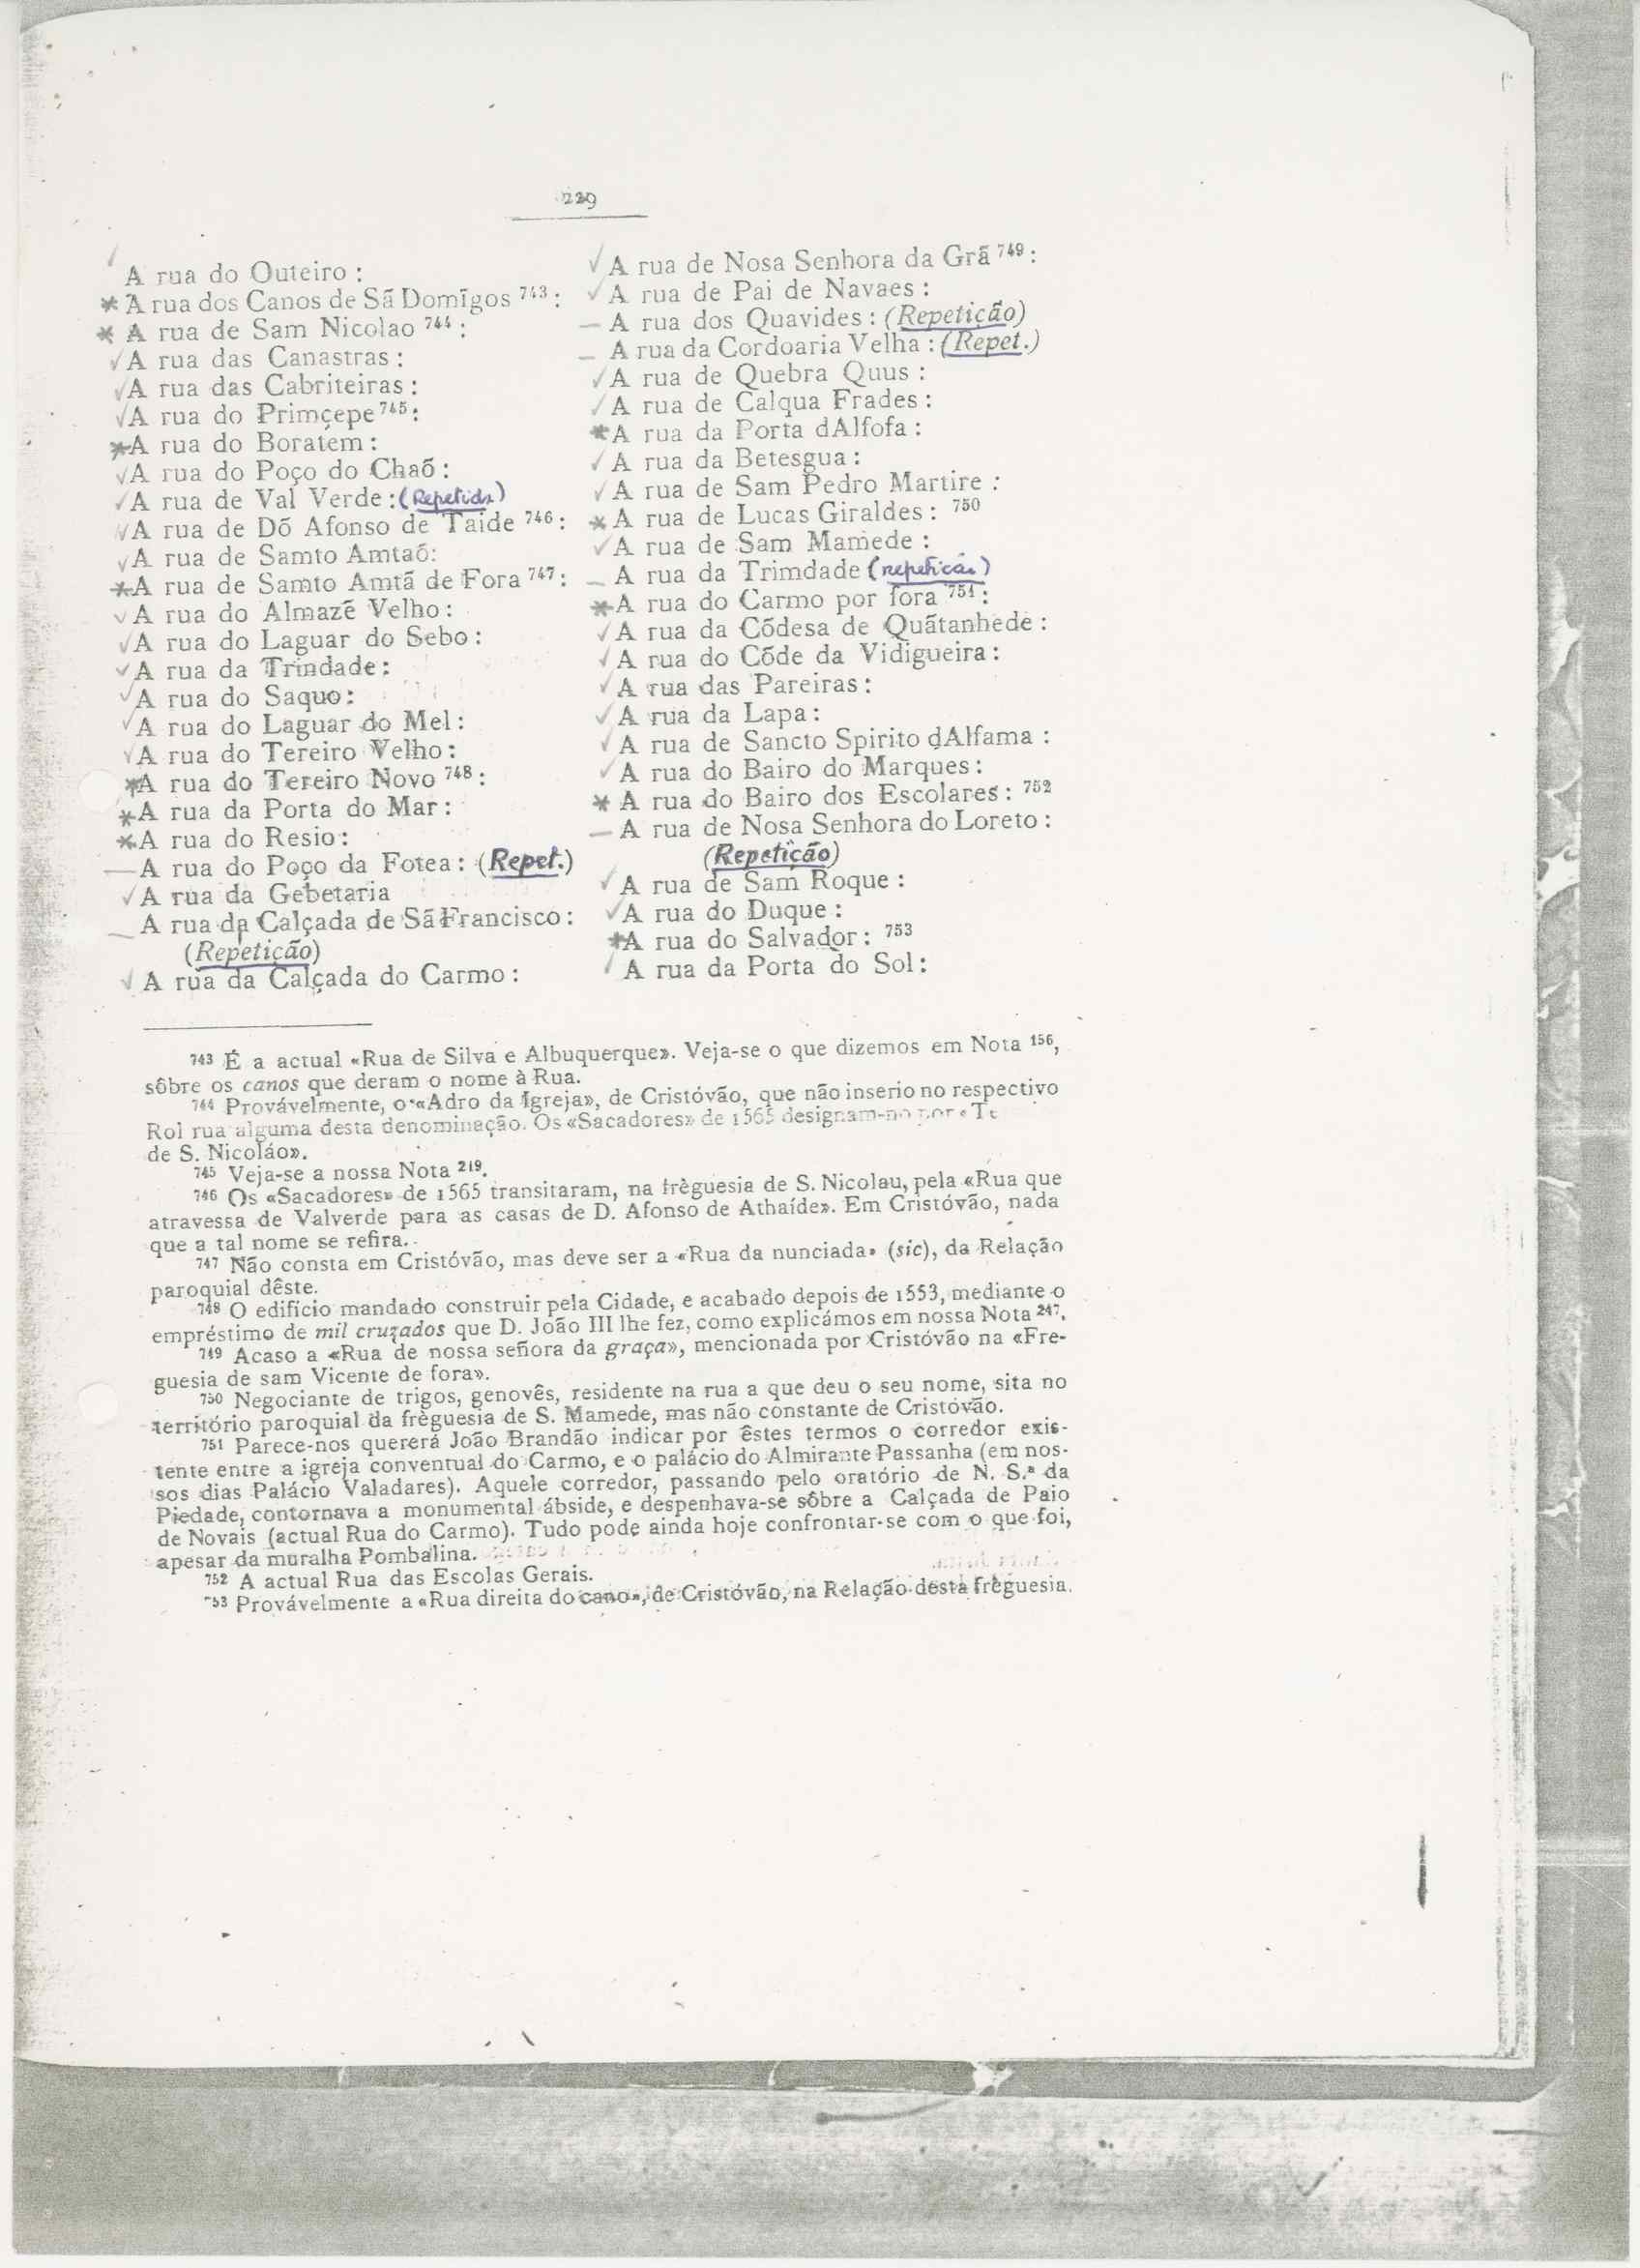 229
A rua do Outeiro :
* A rua dos Canos de Sã Domĩgos 743 :
* A rua de Sam Nicolao 744 :
✓ A rua das Canastras :
✓ A rua das Cabriteiras :
✓ A rua do Primçepe 745 :
* A rua do Boratem :
✓ A rua do Poço do Chaõ :
✓ A rua de Val Verde : (Repetida)
✓ A rua de Dõ Afonso de Taide 746 :
✓ A rua de Samto Amtaõ:
* A rua de Samto Amtã de Fora 747 :
✓ A rua do Almazẽ Velho :
✓ A rua do Laguar do Sebo :
✓ A rua da Trindade :
✓ A rua do Saquo :
✓ A rua do Laguar do Mel :
✓ A rua do Tereiro Velho :
* A rua do Tereiro Novo 748 :
* A rua da Porta do Mar :
* A rua do Resio :
— A rua do Poço da Fotea : (Repet.)
✓ A rua da Gebetaria
— A rua da Calçada de Sã Francisco :
(Repetição)
✓ A rua da Calçada do Carmo :
✓ A rua de Nosa Senhora da Grã 749 :
✓ A rua de Pai de Navaes :
— A rua dos Quavides : (Repetição)
— A rua da Cordoaria Velha : (Repet.)
✓ A rua de Quebra Quus :
✓ A rua de Calqua Frades :
* A rua da Porta dAlfofa :
✓ A rua da Betesgua :
✓ A rua de Sam Pedro Martire :
* A rua de Lucas Giraldes : 750
✓ A rua de Sam Mamede :
— A rua da Trimdade (repetição)
* A rua do Carmo por fora 751 :
✓ A rua da Cõdesa de Quãtanhede :
✓ A rua do Cõde da Vidigueira :
✓ A rua das Pareiras :
✓ A rua da Lapa :
✓ A rua de Sancto Spirito dAlfama :
✓ A rua do Bairo do Marques :
* A rua do Bairo dos Escolares : 752
— A rua de Nosa Senhora do Loreto :
(Repetição)
✓ A rua de Sam Roque :
✓ A rua do Duque :
* A rua do Salvador : 753
✓ A rua da Porta do Sol :
743 É a actual «Rua de Silva e Albuquerque». Veja-se o que dizemos em Nota 156,
sôbre os canos que deram o nome à Rua.
744 Provávelmente, o «Adro da Igreja», de Cristóvão, que não inserio no respectivo
Rol rua alguma desta denominação. Os «Sacadores» de 1565 designam-no por
de S. Nicoláo».
745 Veja-se a nossa Nota 219.
746 Os «Sacadores» de 1565 transitaram, na frèguesia de S. Nicolau, pela «Rua que
atravessa de Valverde para as casas de D. Afonso de Athaíde». Em Cristóvão, nada
que a tal nome se refira.
747 Não consta em Cristóvão, mas deve ser a «Rua da nunciada» (sic), da Relação
paroquial dêste.
748 O edifício mandado construir pela Cidade, e acabado depois de 1553, mediante o
empréstimo de mil cruzados que D. João III lhe fez, como explicámos em nossa Nota 247.
749 Acaso a «Rua de nossa señora da graça», mencionada por Cristóvão na «Fre-
guesia de sam Vicente de fora».
750 Negociante de trigos, genovês, residente na rua a que deu o seu nome, sita no
território paroquial da frèguesia de S. Mamede, mas não constante de Cristóvão.
751 Parece-nos quererá João Brandão indicar por êstes termos o corredor exis-
tente entre a igreja conventual do Carmo, e o palácio do Almirante Passanha (em nos-
sos dias Palácio Valadares). Aquele corredor, passando pelo oratório de N. S.ª da
Piedade, contornava a monumental ábside, e despenhava-se sôbre a Calçada de Paio
de Novais (actual Rua do Carmo). Tudo pode ainda hoje confrontar-se com o que foi,
apesar da muralha Pombalina.
752 A actual Rua das Escolas Gerais.
753 Provávelmente a «Rua direita do cano», de Cristóvão, na Relação desta frèguesia.